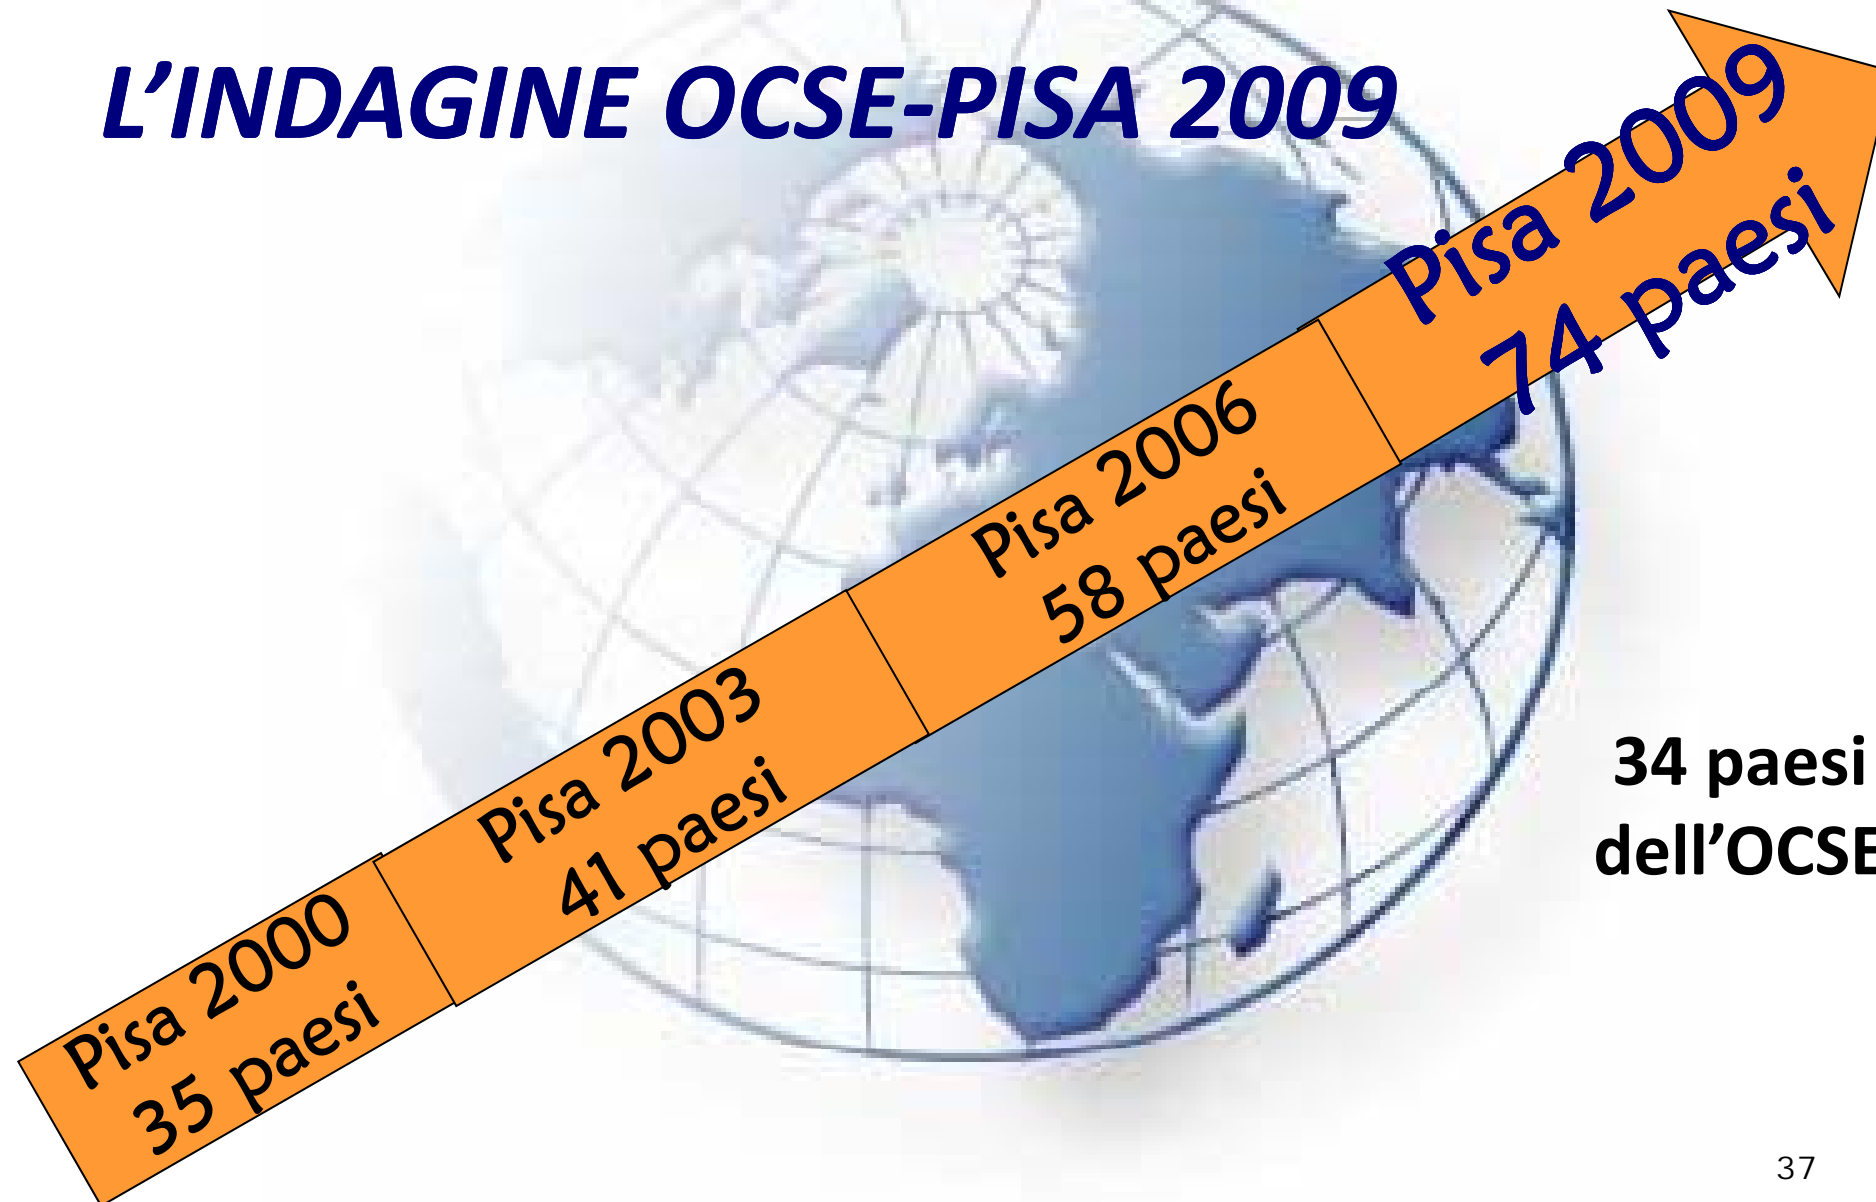 L’INDAGINE OCSE-PISA 2009
Pisa 2000
35 paesi
Pisa 2003
41 paesi
Pisa 2006
58 paesi
Pisa 2009
74 paesi
34 paesi
dell’OCSE
37